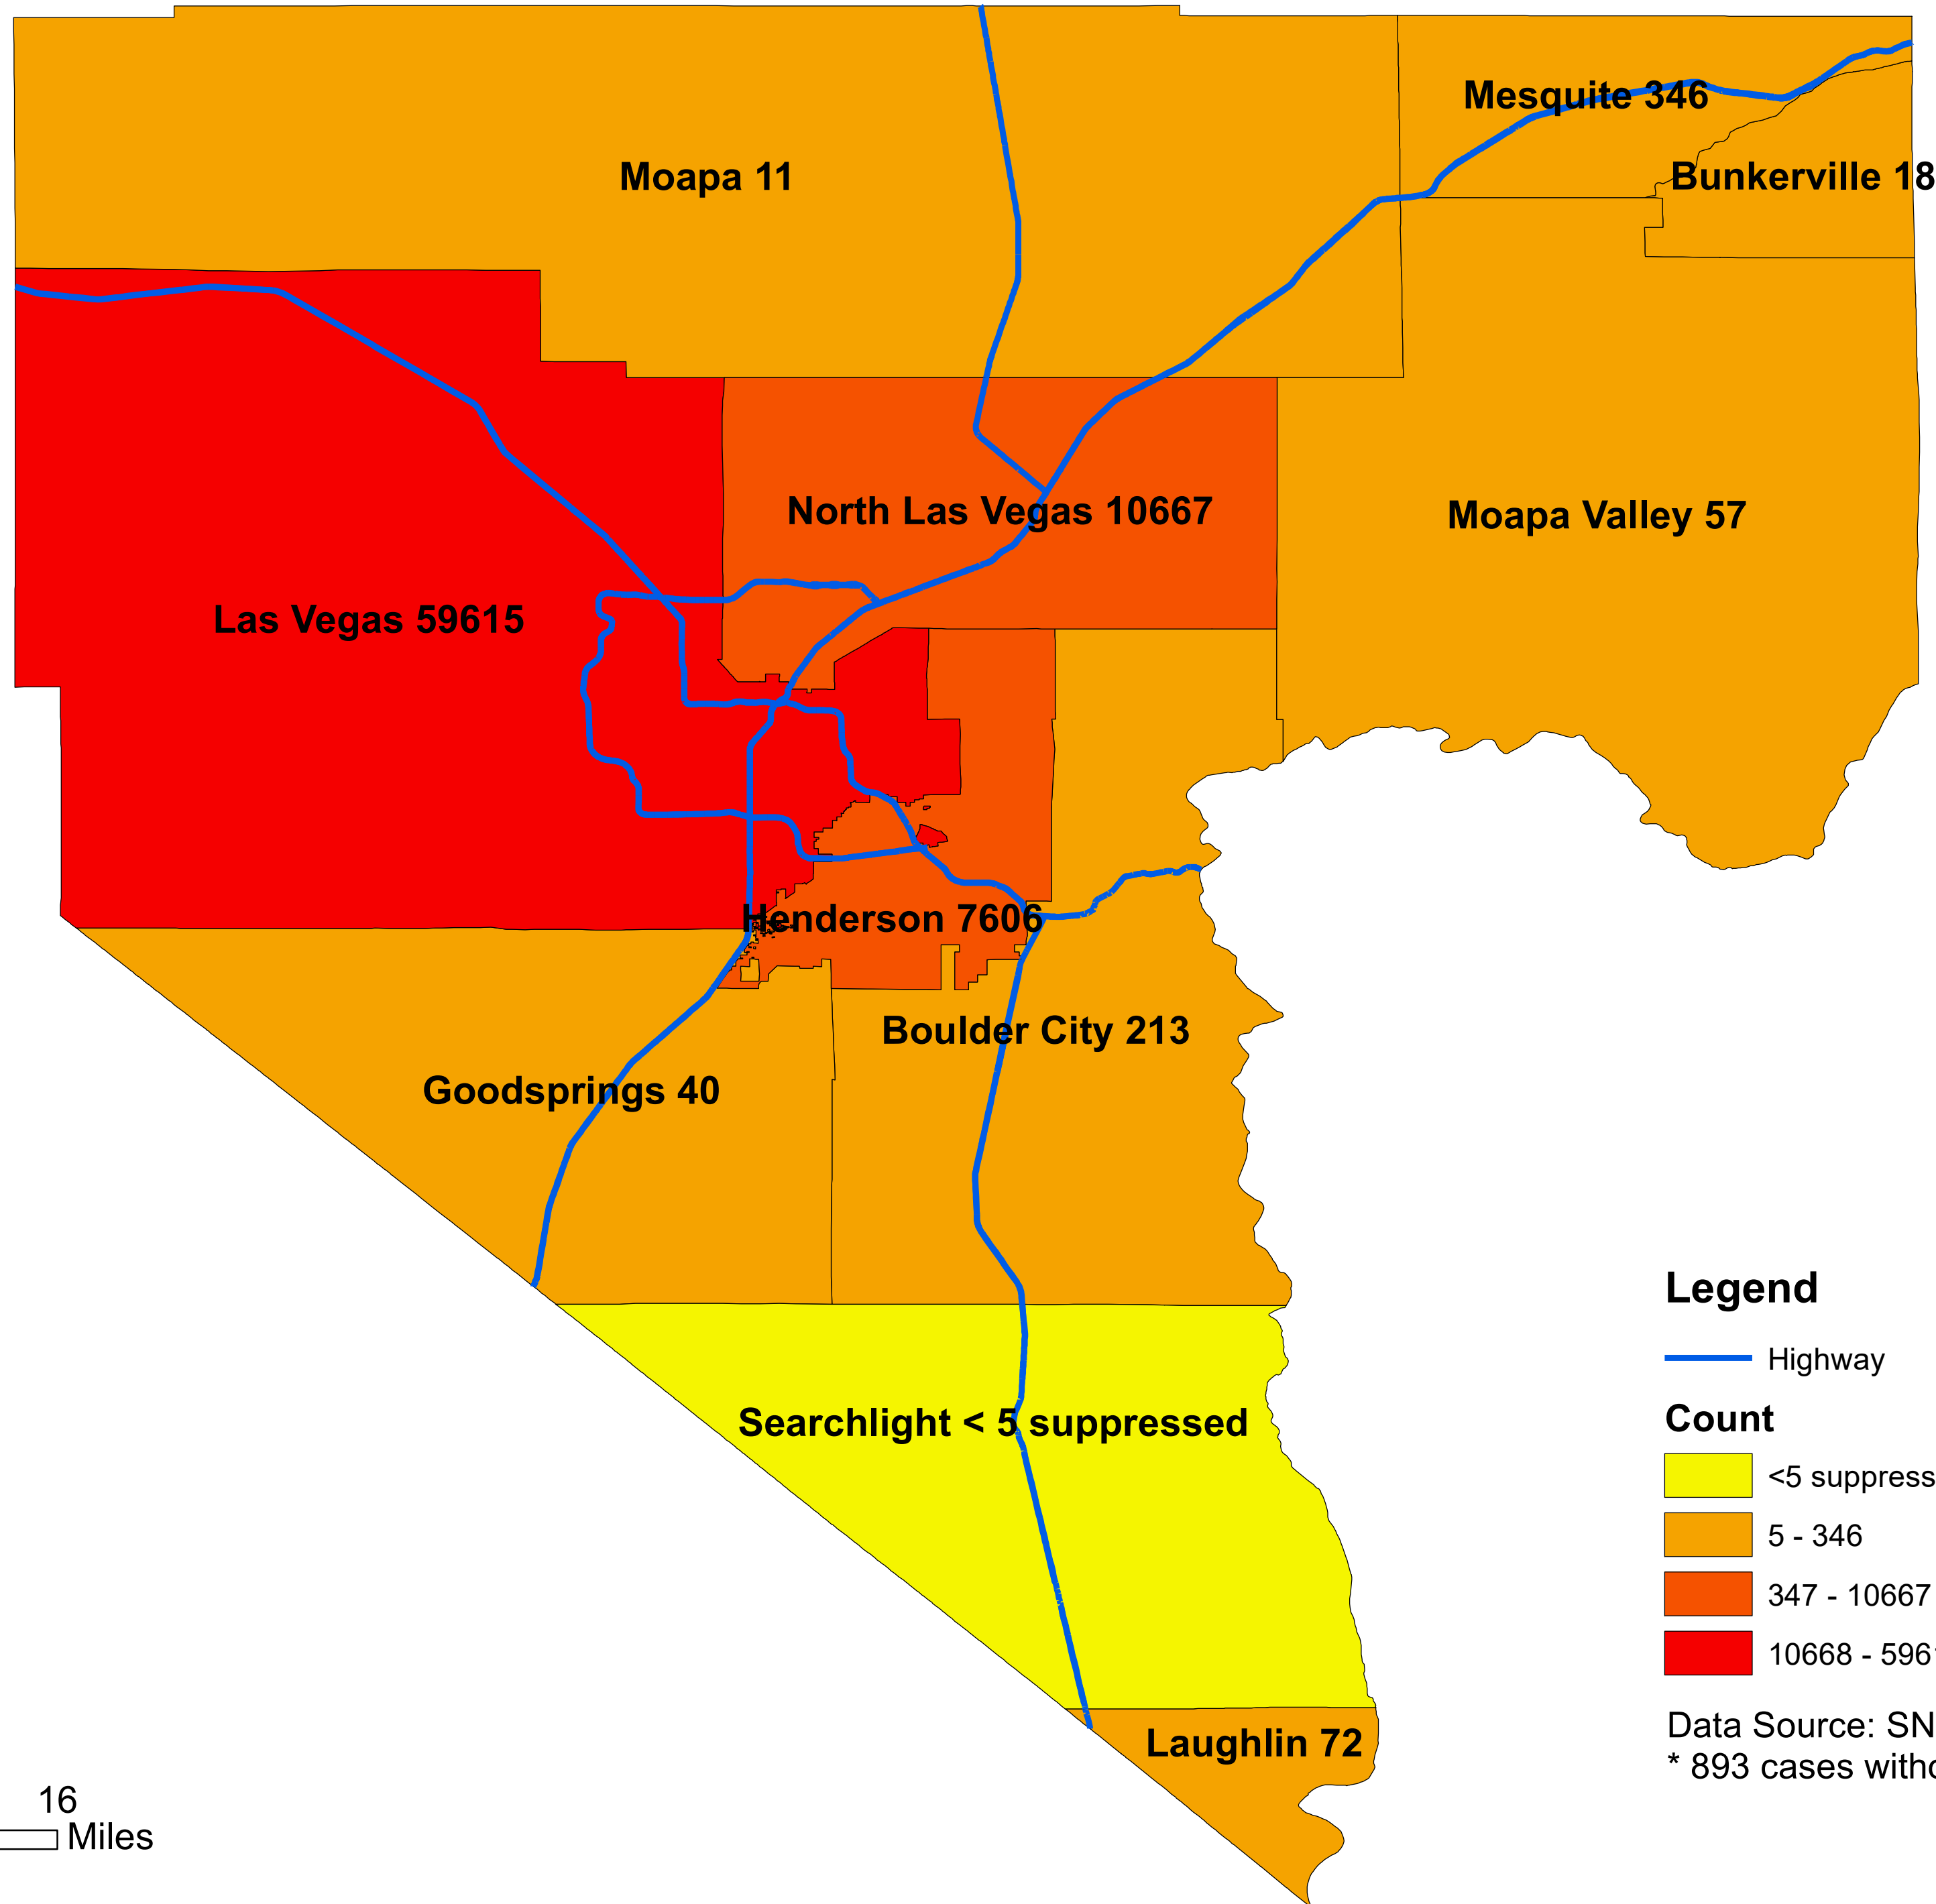 Mesquite 346
Moapa 11
Bunkerville 18
North Las Vegas 10667
Moapa Valley 57
Las Vegas 59615
Henderson 7606
Boulder City 213
Goodsprings 40
Searchlight < 5 suppressed
Laughlin 72
Legend
Highway
Count
<5 suppress
5 - 346
347 - 10667
10668 - 5961
Data Source: SN
* 893 cases witho
16
Miles